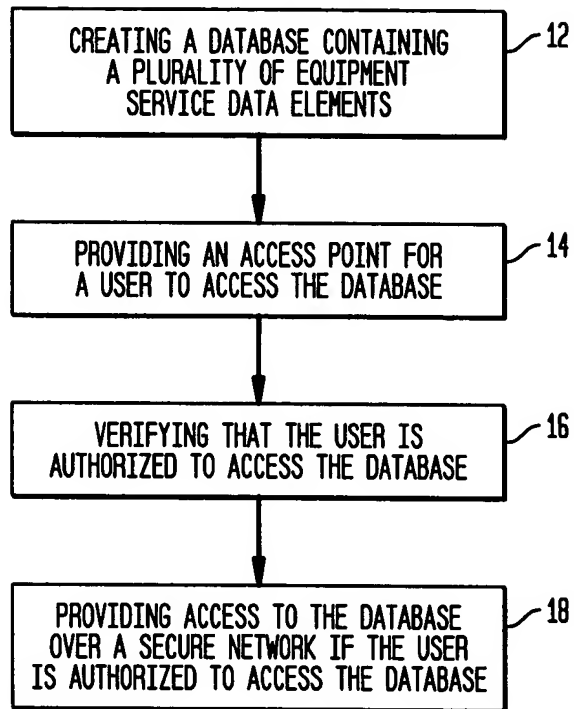 CREATING A DATABASE CONTAINING
A PLURALITY OF EQUIPMENT
SERVICE DATA ELEMENTS
12
PROVIDING AN ACCESS POINT FOR
A USER TO ACCESS THE DATABASE
14
VERIFYING THAT THE USER IS
AUTHORIZED TO ACCESS THE DATABASE
16
PROVIDING ACCESS TO THE DATABASE
OVER A SECURE NETWORK IF THE USER
IS AUTHORIZED TO ACCESS THE DATABASE
18